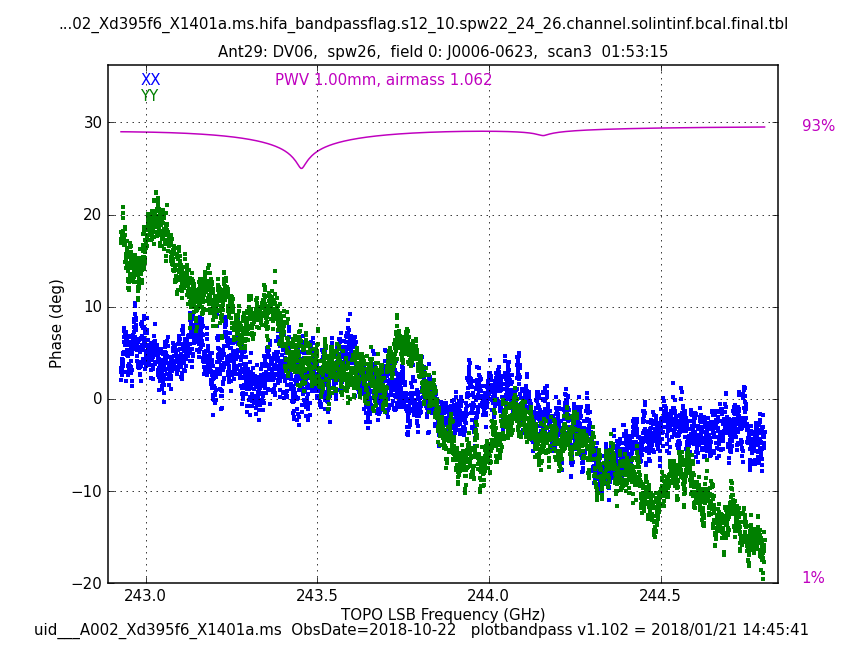 ...02_Xd395f6_X1401a.ms.hifa_bandpassflag.s12_10.spw22_24_26.channel.solintinf.bcal.final.tbl
Ant29: DV06, spw26, field 0: J0006-0623, scan3 01:53:15
XX
PWV 1.00mm, airmass 1.062
YY
93%
30
20
10
0
−10
−20
Phase (deg)
1%
243.0 243.5 244.0 244.5
TOPO LSB Frequency (GHz)
uid___A002_Xd395f6_X1401a.ms ObsDate=2018-10-22 plotbandpass v1.102 = 2018/01/21 14:45:41